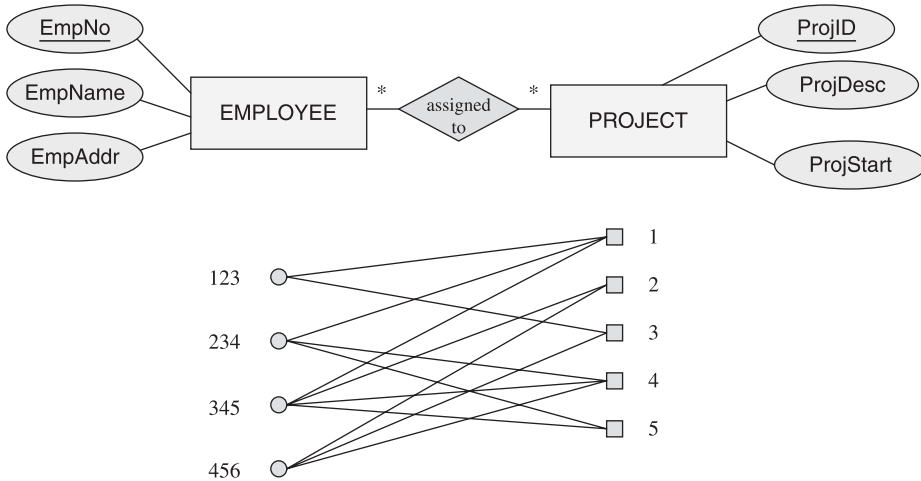 EmpNo
EmpName
EmpAddr
EMPLOYEE
*
assigned
to
*
PROJECT
ProjID
ProjDesc
ProjStart
123
234
345
456
1
2
3
4
5